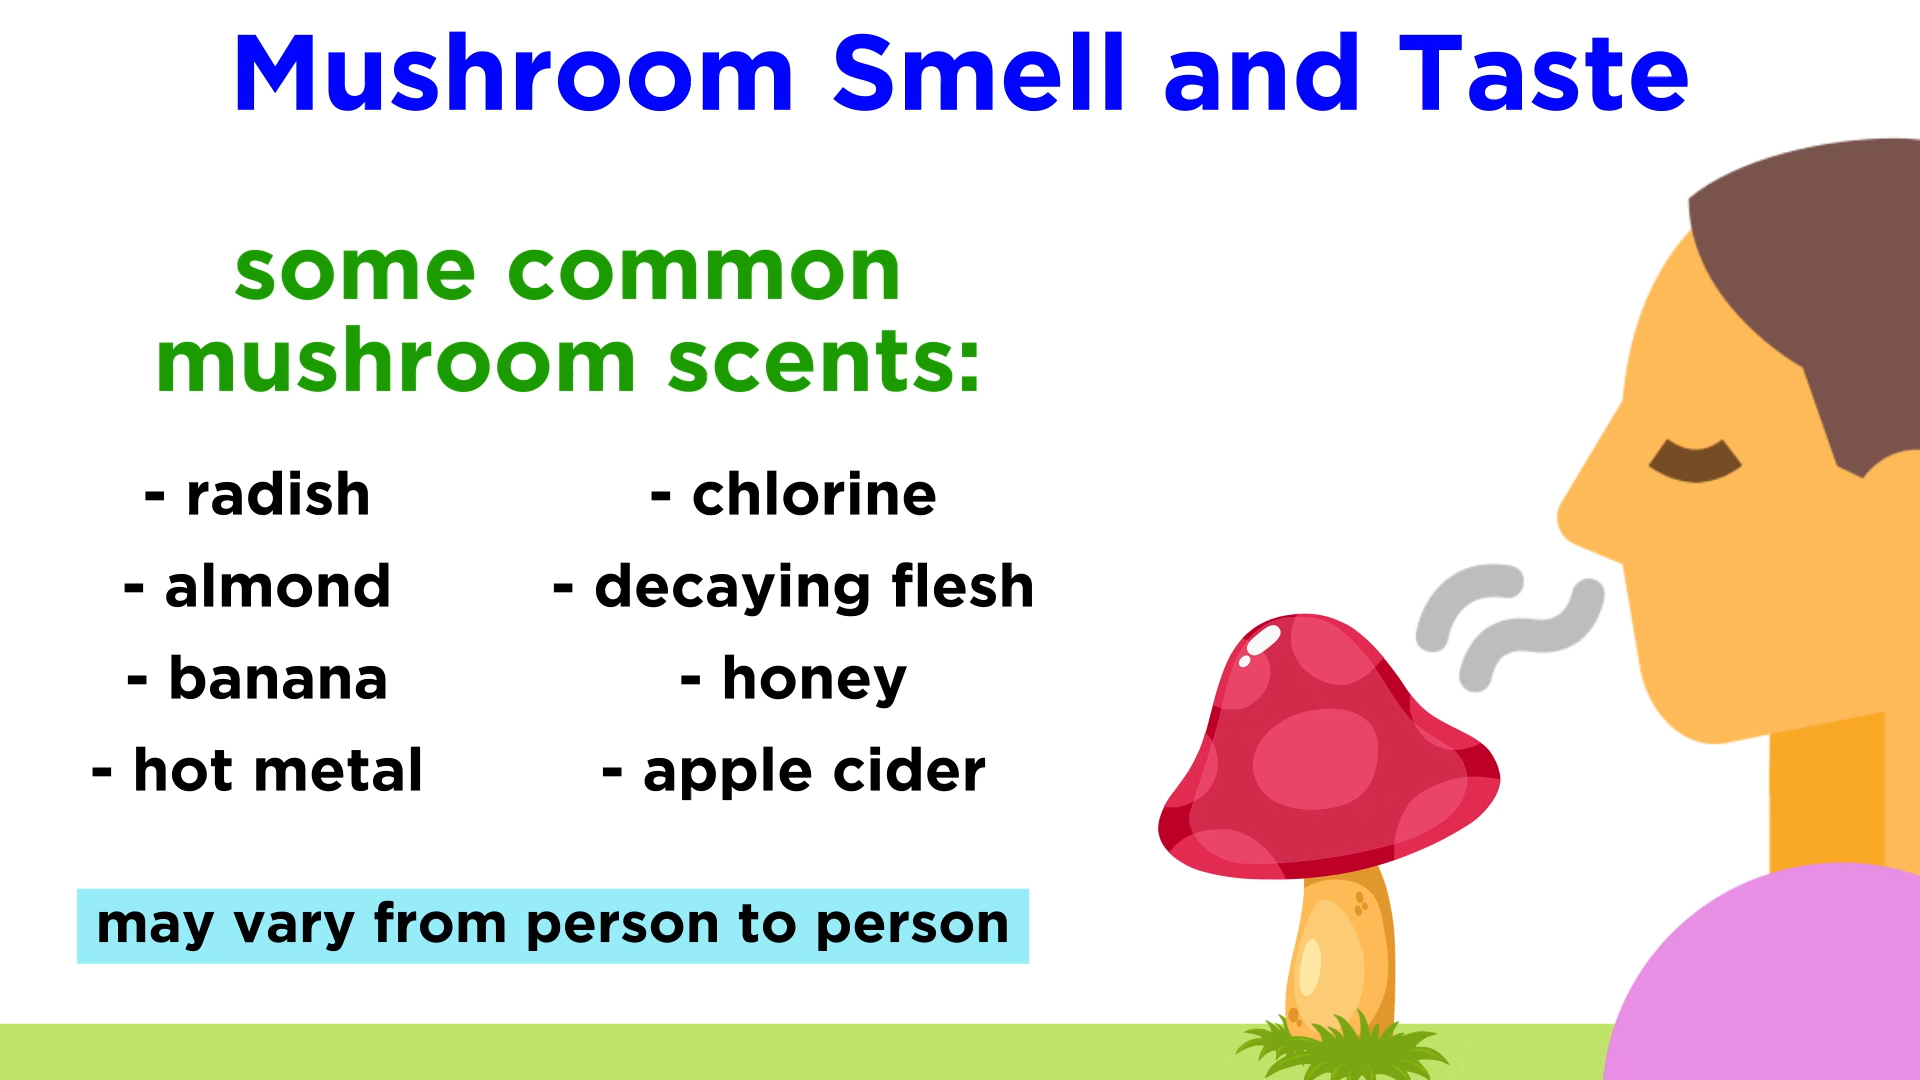 Mushroom Smell and Taste
some common
mushroom scents:
- radish
- almond
- banana
- hot metal
- chlorine
- decaying flesh
- honey
- apple cider
may vary from person to person